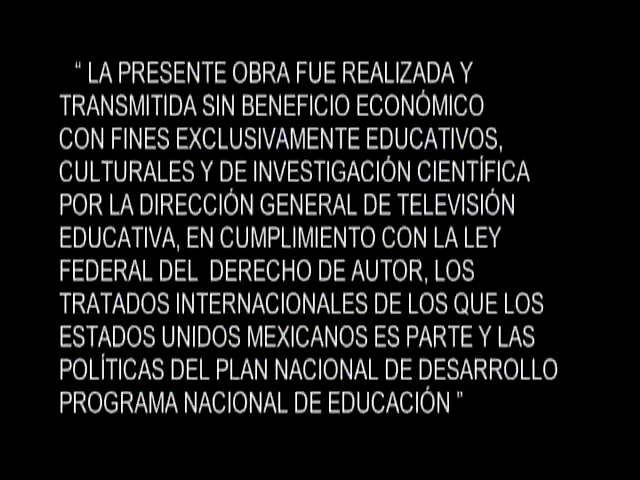 “ LA PRESENTE OBRA FUE REALIZADA Y
TRANSMITIDA SIN BENEFICIO ECONÓMICO
CON FINES EXCLUSIVAMENTE EDUCATIVOS,
CULTURALES Y DE INVESTIGACIÓN CIENTÍFICA
POR LA DIRECCIÓN GENERAL DE TELEVISIÓN
EDUCATIVA, EN CUMPLIMIENTO CON LA LEY
FEDERAL DEL  DERECHO DE AUTOR, LOS
TRATADOS INTERNACIONALES DE LOS QUE LOS
ESTADOS UNIDOS MEXICANOS ES PARTE Y LAS
POLÍTICAS DEL PLAN NACIONAL DE DESARROLLO
PROGRAMA NACIONAL DE EDUCACIÓN ”